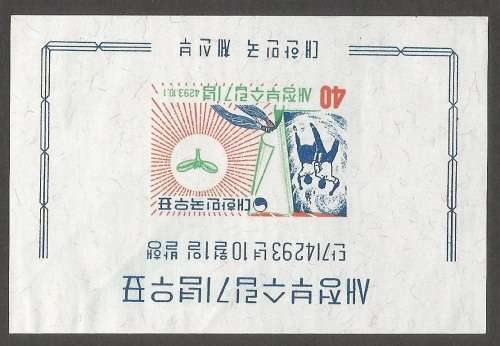 새정부수립기념우표
단기 4293년 10월 1일 발행
대한민국우표
새정부수립기념 4293.10.1
40
대한민국 체신부